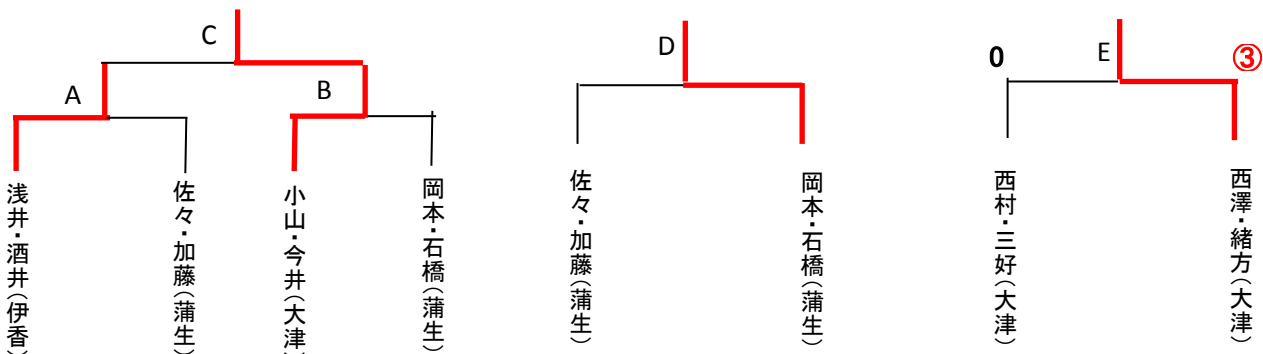 C
D
E
0
③
A
B
浅井・酒井(伊香)
佐々・加藤(蒲生)
小山・今井(大津)
岡本・石橋(蒲生)
佐々・加藤(蒲生)
岡本・石橋(蒲生)
西村・三好(大津)
西澤・緒方(大津)